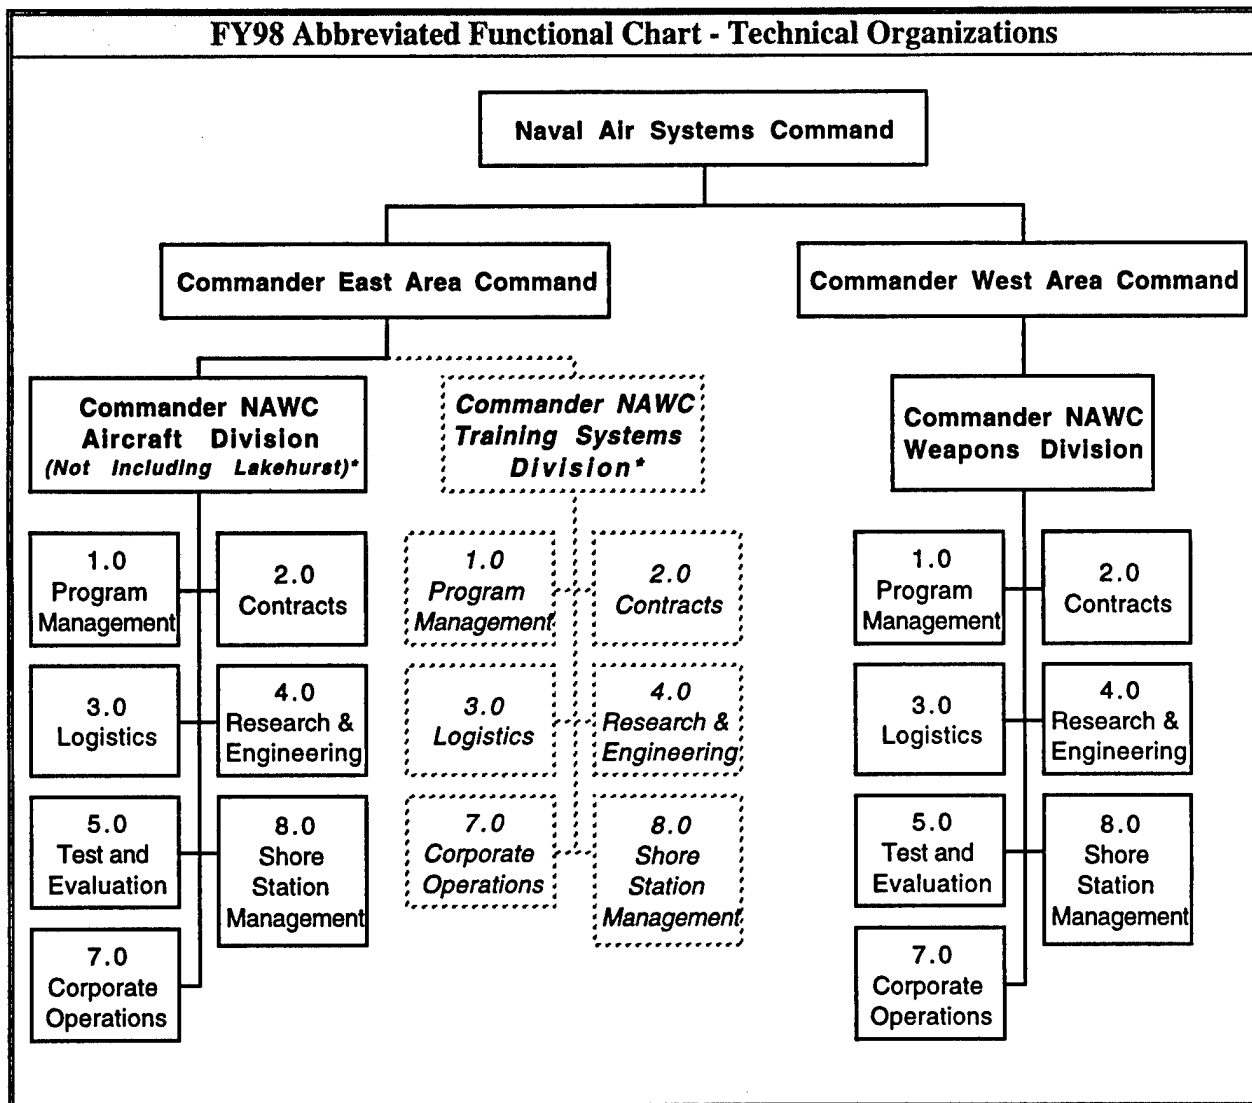 FY98 Abbreviated Functional Chart - Technical Organizations
Naval Air Systems Command
Commander East Area Command
Commander West Area Command
Commander NAWC
Aircraft Division
(Not Including Lakehurst)*
Commander NAWC
Training Systems
Division*
Commander NAWC
Weapons Division
1.0
Program
Management
2.0
Contracts
3.0
Logistics
4.0
Research &
Engineering
5.0
Test and
Evaluation
8.0
Shore
Station
Management
7.0
Corporate
Operations
1.0
Program
Management
2.0
Contracts
3.0
Logistics
4.0
Research &
Engineering
7.0
Corporate
Operations
8.0
Shore
Station
Management
1.0
Program
Management
2.0
Contracts
3.0
Logistics
4.0
Research &
Engineering
5.0
Test and
Evaluation
8.0
Shore
Station
Management
7.0
Corporate
Operations